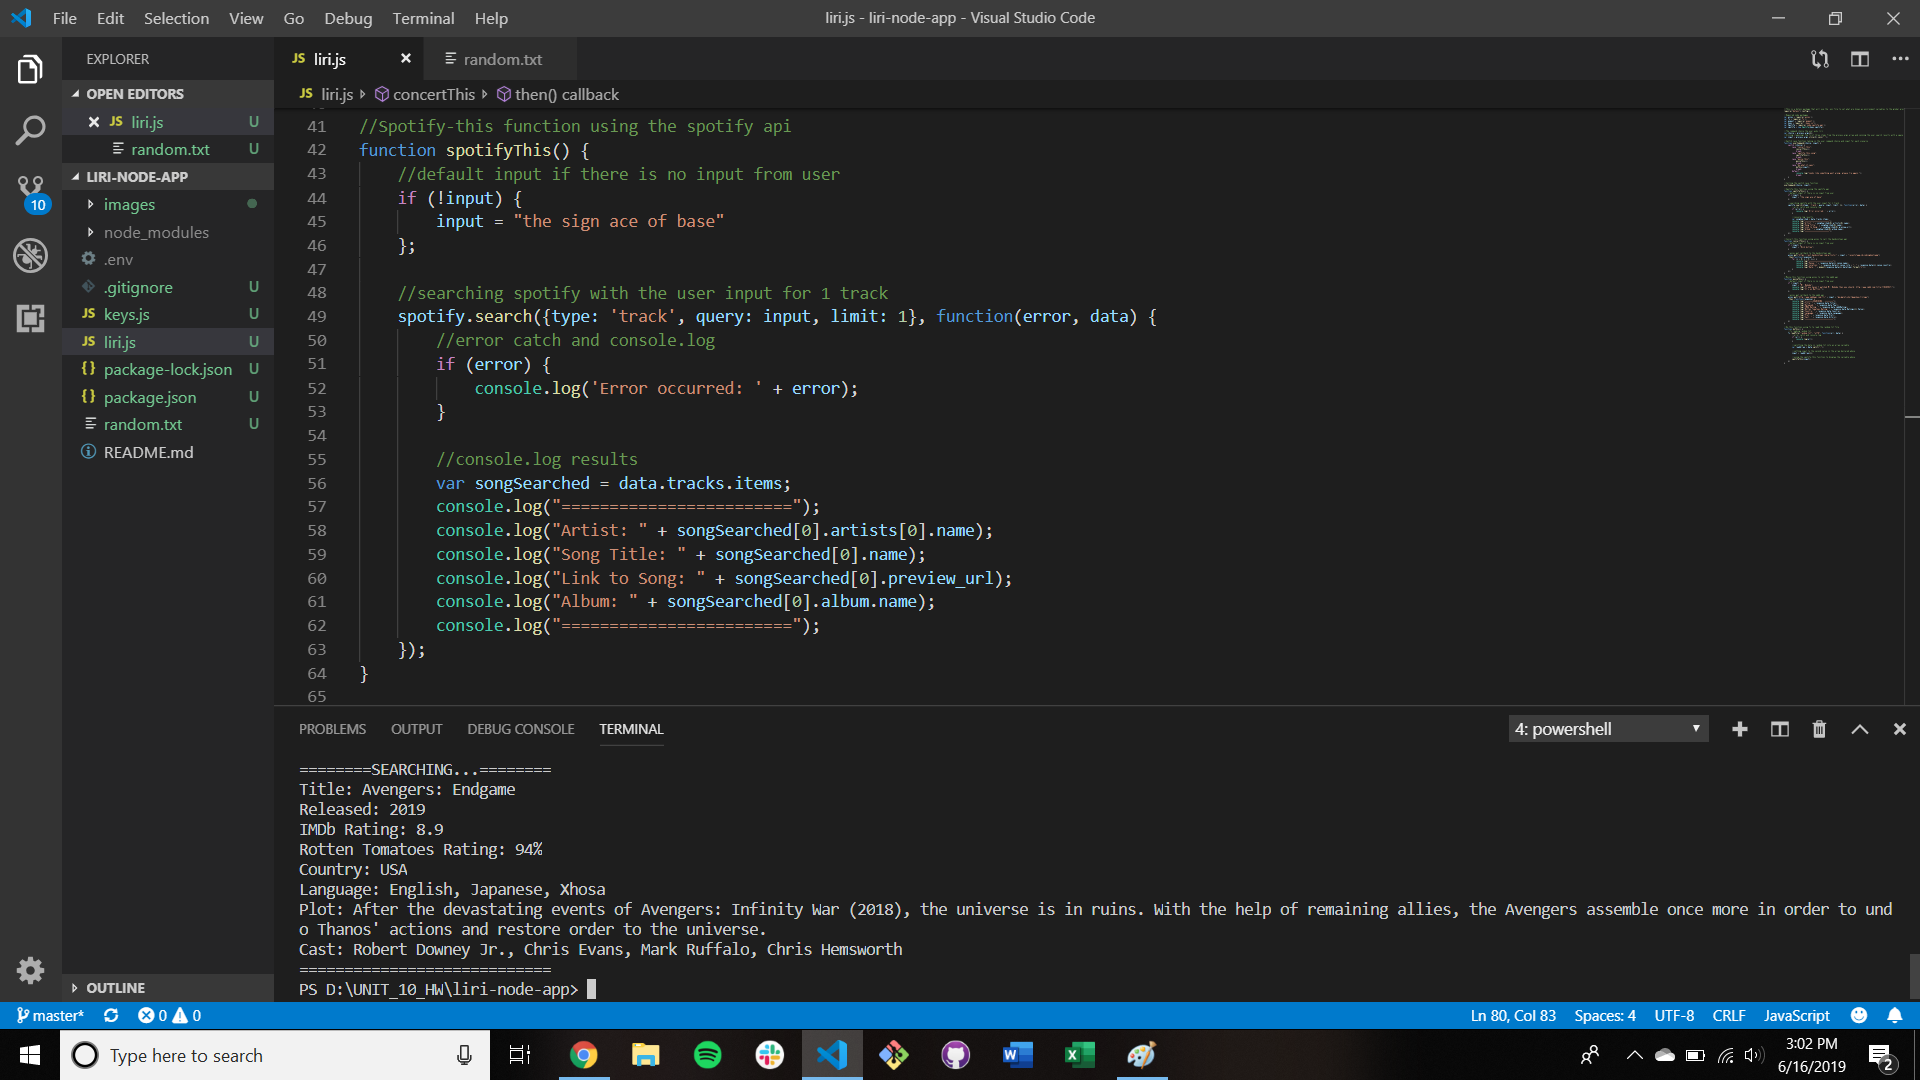 File Edit Selection View Go Debug Terminal Help
liri.js - liri-node-app - Visual Studio Code
EXPLORER
OPEN EDITORS
JS liri.js U
random.txt U
LIRI-NODE-APP
10
images
node_modules
.env
.gitignore U
JS keys.js U
JS liri.js U
{} package-lock.json U
{} package.json U
random.txt U
README.md
OUTLINE
JS liri.js
random.txt
JS liri.js concertThis then() callback
41 //Spotify-this function using the spotify api
42 function spotifyThis() {
43 //default input if there is no input from user
44 if (!input) {
45 input = "the sign ace of base"
46 };
47
48 //searching spotify with the user input for 1 track
49 spotify.search({type: 'track', query: input, limit: 1}, function(error, data) {
50 //error catch and console.log
51 if (error) {
52 console.log('Error occurred: ' + error);
53 }
54
55 //console.log results
56 var songSearched = data.tracks.items;
57 console.log("========================");
58 console.log("Artist: " + songSearched[0].artists[0].name);
59 console.log("Song Title: " + songSearched[0].name);
60 console.log("Link to Song: " + songSearched[0].preview_url);
61 console.log("Album: " + songSearched[0].album.name);
62 console.log("========================");
63 });
64 }
65
PROBLEMS OUTPUT DEBUG CONSOLE TERMINAL
4: powershell
========SEARCHING...========
Title: Avengers: Endgame
Released: 2019
IMDb Rating: 8.9
Rotten Tomatoes Rating: 94%
Country: USA
Language: English, Japanese, Xhosa
Plot: After the devastating events of Avengers: Infinity War (2018), the universe is in ruins. With the help of remaining allies, the Avengers assemble once more in order to und
o Thanos' actions and restore order to the universe.
Cast: Robert Downey Jr., Chris Evans, Mark Ruffalo, Chris Hemsworth
============================
PS D:\UNIT_10_HW\liri-node-app>
master* 0 0
Ln 80, Col 83 Spaces: 4 UTF-8 CRLF JavaScript
Type here to search
3:02 PM
6/16/2019
2